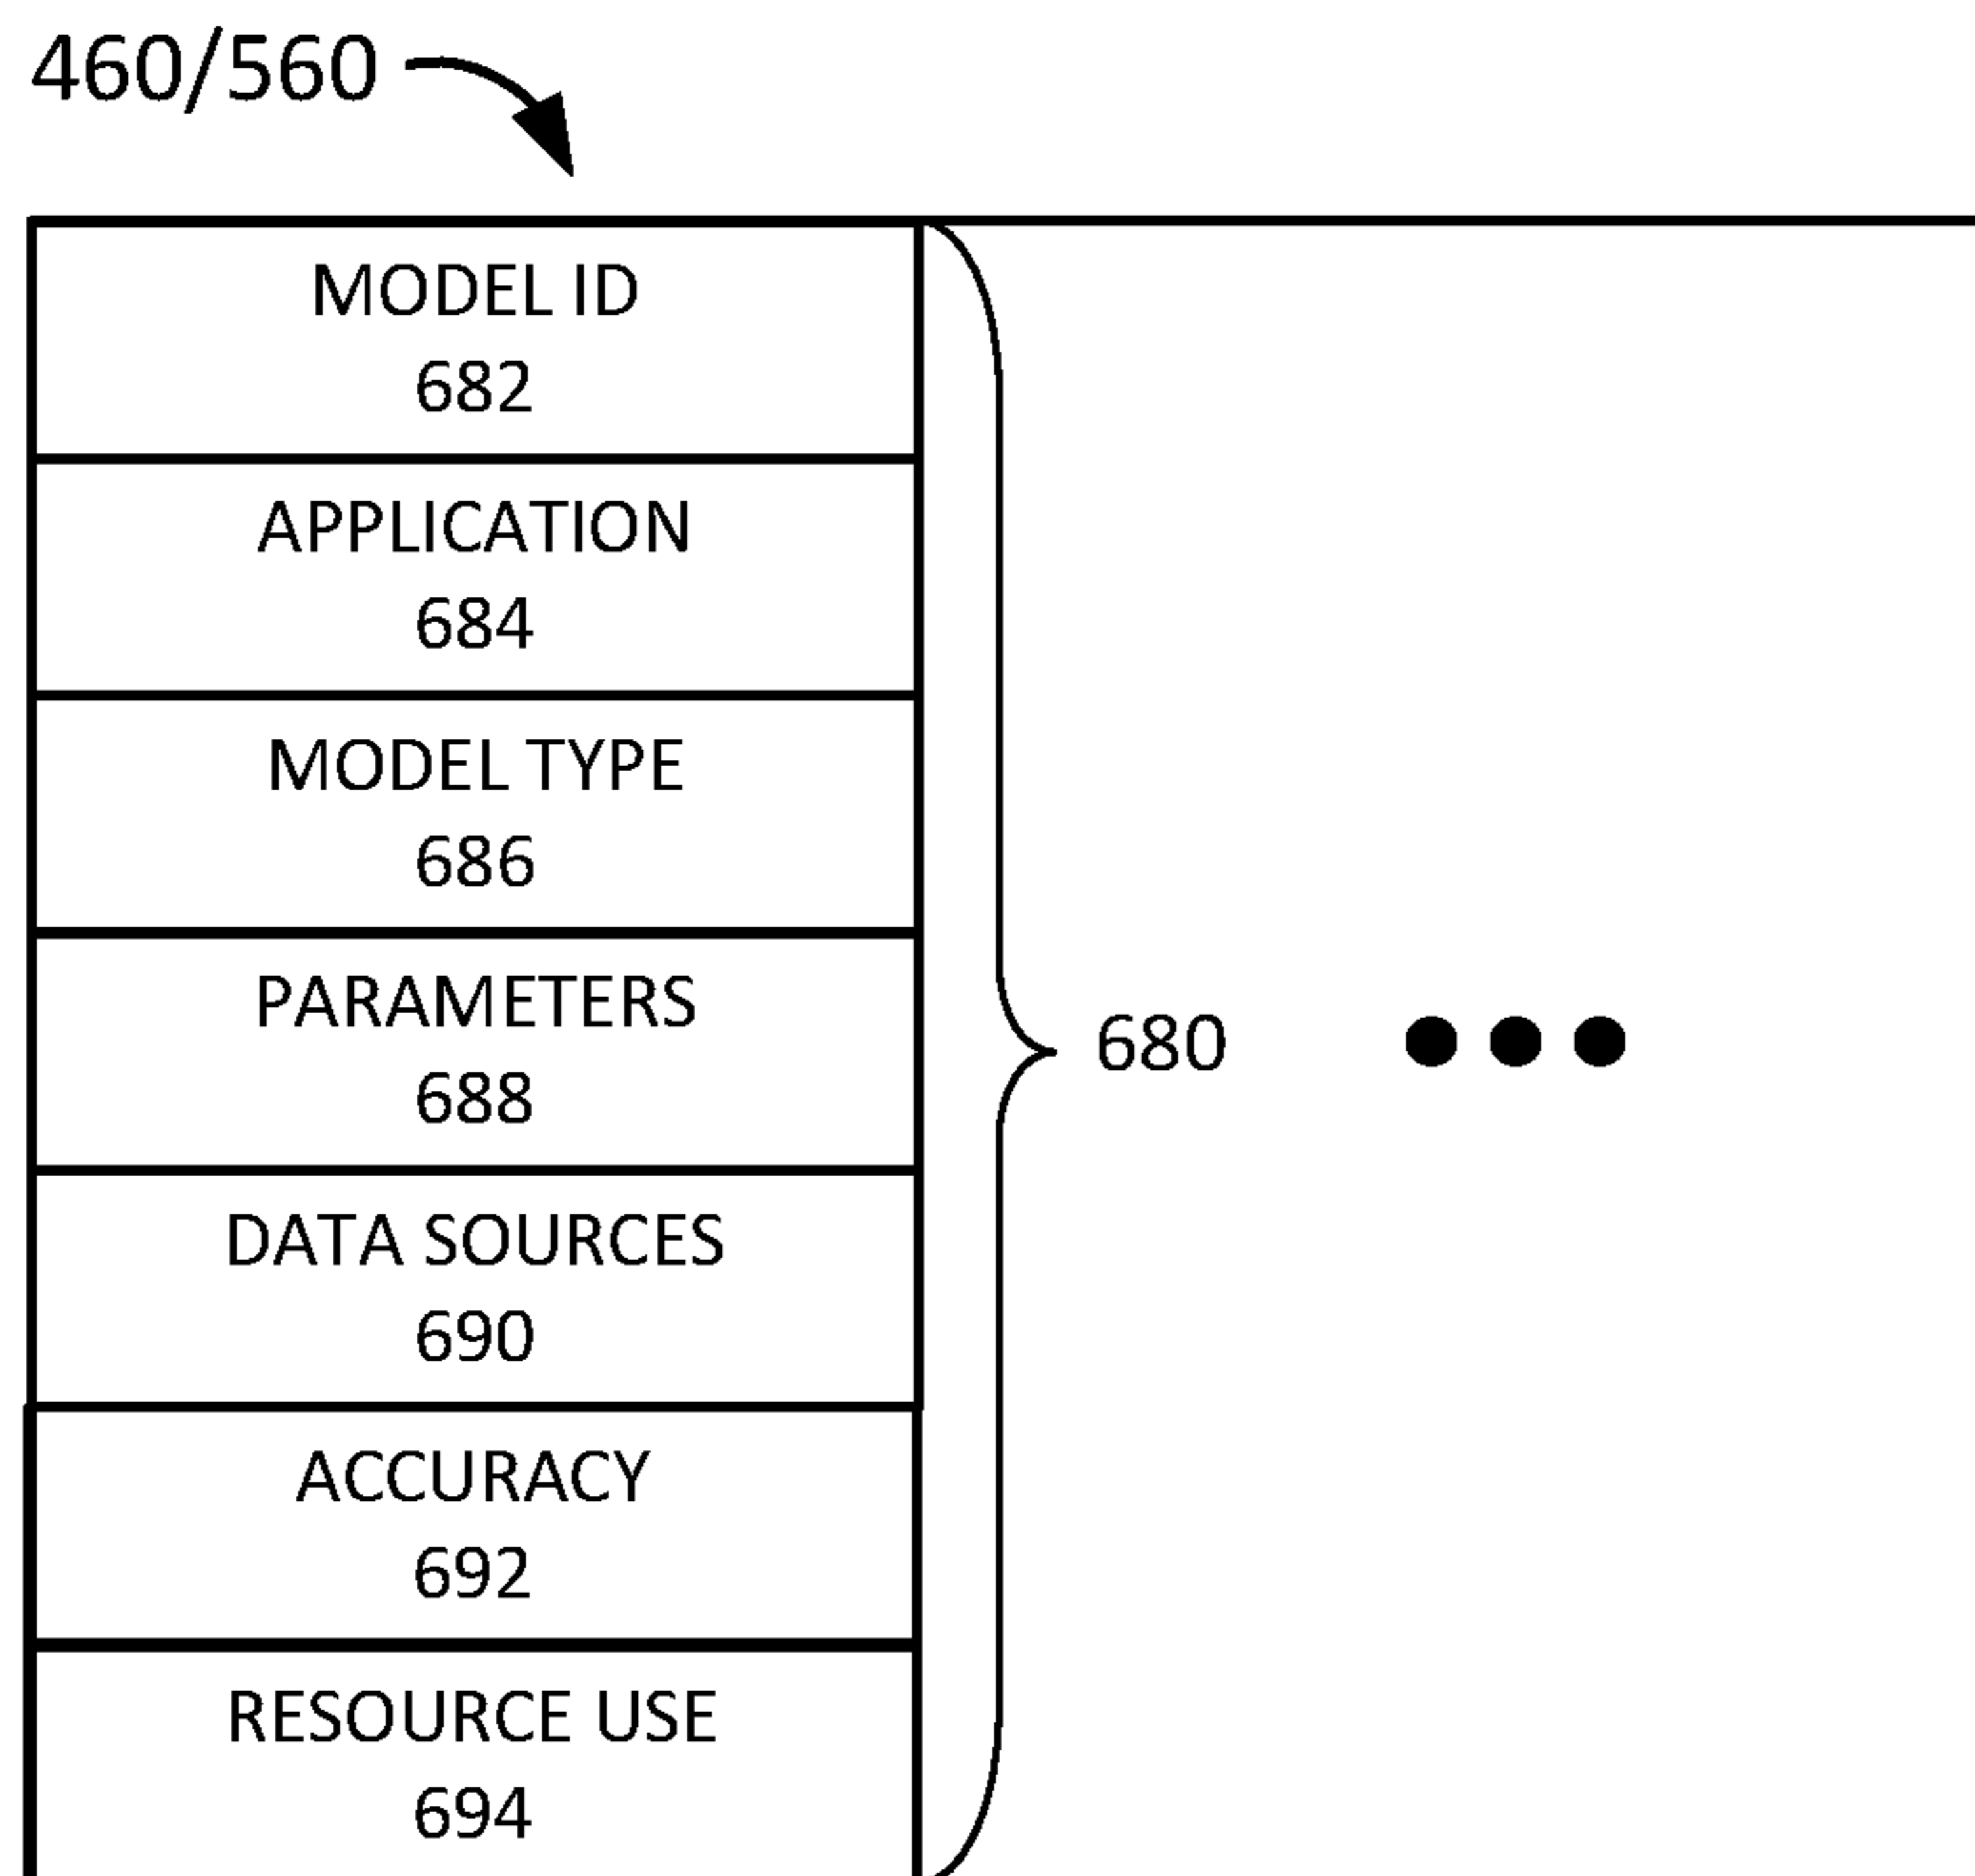 460/560
MODEL ID
682
APPLICATION
684
MODEL TYPE
686
PARAMETERS
688
680
DATA SOURCES
690
ACCURACY
692
RESOURCE USE
694